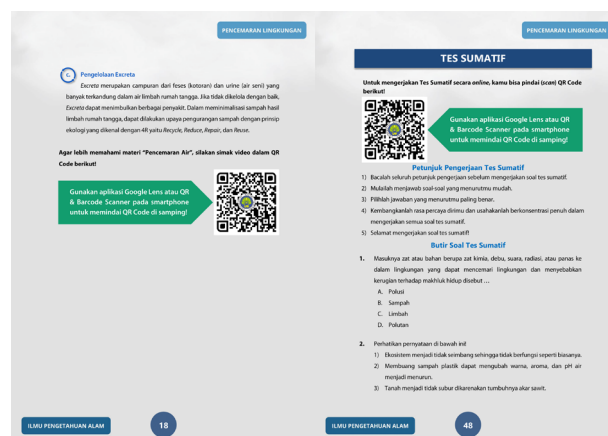 PENCEMARAN LINGKUNGAN
c. Pengelolaan Excreta
Excreta merupakan campuran dari feses (kotoran) dan urine (air seni) yang
banyak terkandung dalam air limbah rumah tangga. Jika tidak dikelola dengan baik,
Excreta dapat menimbulkan berbagai penyakit. Dalam meminimalisasi sampah hasil
limbah rumah tangga, dapat dilakukan upaya pengurangan sampah dengan prinsip
ekologi yang dikenal dengan 4R yaitu Recycle, Reduce, Repair, dan Reuse.
Agar lebih memahami materi "Pencemaran Air", silakan simak video dalam QR
Code berikut!
Gunakan aplikasi Google Lens atau QR
& Barcode Scanner pada smartphone
untuk memindai QR Code di samping!
ILMU PENGETAHUAN ALAM
18
PENCEMARAN LINGKUNGAN
TES SUMATIF
Untuk mengerjakan Tes Sumatif secara online, kamu bisa pindai (scan) QR Code
berikut!
Gunakan aplikasi Google Lens atau QR
& Barcode Scanner pada smartphone
untuk memindai QR Code di samping!
Petunjuk Pengerjaan Tes Sumatif
1) Bacalah seluruh petunjuk pengerjaan sebelum mengerjakan soal tes sumatif.
2) Mulailah menjawab soal-soal yang menurutmu mudah.
3) Pilihlah jawaban yang menurutmu paling benar.
4) Kembangkanlah rasa percaya dirimu dan usahakanlah berkonsentrasi penuh dalam
mengerjakan semua soal tes sumatif.
5) Selamat mengerjakan soal tes sumatif!
Butir Soal Tes Sumatif
1. Masuknya zat atau bahan berupa zat kimia, debu, suara, radiasi, atau panas ke
dalam lingkungan yang dapat mencemari lingkungan dan menyebabkan
kerugian terhadap makhluk hidup disebut …
A. Polusi
B. Sampah
C. Limbah
D. Polutan
2. Perhatikan pernyataan di bawah ini!
1) Ekosistem menjadi tidak seimbang sehingga tidak berfungsi seperti biasanya.
2) Membuang sampah plastik dapat mengubah warna, aroma, dan pH air
menjadi menurun.
3) Tanah menjadi tidak subur dikarenakan tumbuhnya akar sawit.
ILMU PENGETAHUAN ALAM
48